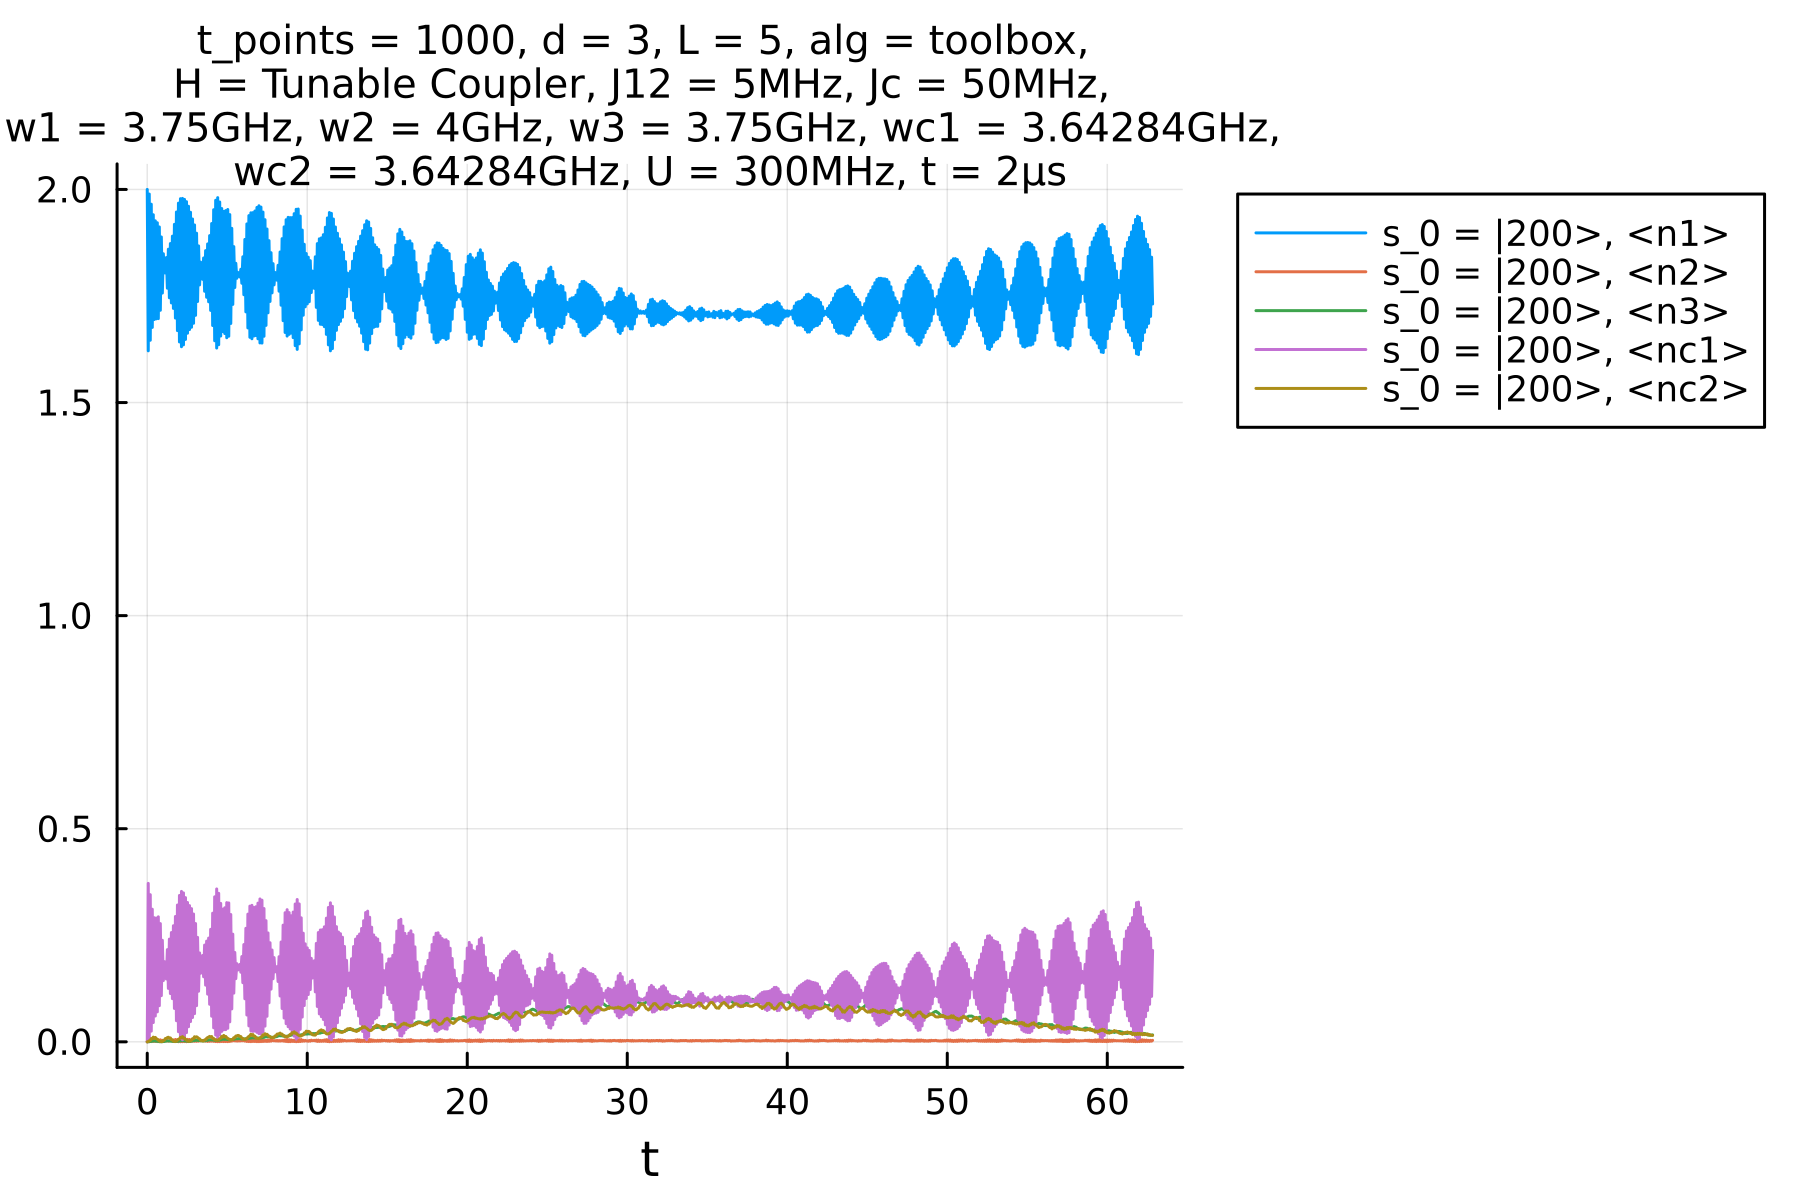 t_points = 1000, d = 3, L = 5, alg = toolbox,
H = Tunable Coupler, J12 = 5MHz, Jc = 50MHz,
w1 = 3.75GHz, w2 = 4GHz, w3 = 3.75GHz, wc1 = 3.64284GHz,
wc2 = 3.64284GHz, U = 300MHz, t = 2μs
2.0
1.5
1.0
0.5
0.0
0 10 20 30 40 50 60
t
s_0 = |200>, <n1>
s_0 = |200>, <n2>
s_0 = |200>, <n3>
s_0 = |200>, <nc1>
s_0 = |200>, <nc2>